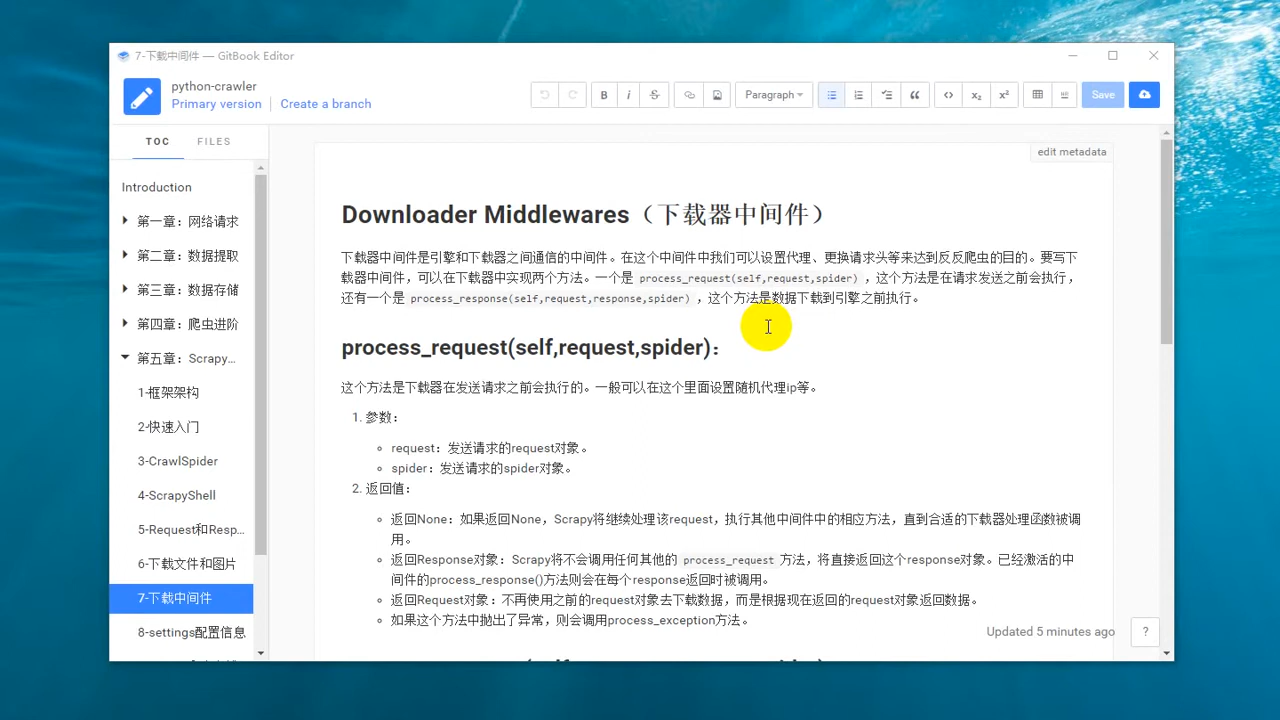 7-下载中间件 — GitBook Editor
python-crawler
Primary version
Create a branch
B
i
S
Paragraph
Save
TOC
FILES
edit metadata
Introduction
第一章：网络请求
第二章：数据提取
第三章：数据存储
第四章：爬虫进阶
第五章：Scrapy...
1-框架架构
2-快速入门
3-CrawlSpider
4-ScrapyShell
5-Request和Resp...
6-下载文件和图片
7-下载中间件
8-settings配置信息
Downloader Middlewares（下载器中间件）
下载器中间件是引擎和下载器之间通信的中间件。在这个中间件中我们可以设置代理、更换请求头等来达到反反爬虫的目的。要写下
载器中间件，可以在下载器中实现两个方法。一个是 process_request(self,request,spider) ，这个方法是在请求发送之前会执行，
还有一个是 process_response(self,request,response,spider) ，这个方法是数据下载到引擎之前执行。
process_request(self,request,spider)：
这个方法是下载器在发送请求之前会执行的。一般可以在这个里面设置随机代理ip等。
1. 参数：
request：发送请求的request对象。
spider：发送请求的spider对象。
2. 返回值：
返回None：如果返回None，Scrapy将继续处理该request，执行其他中间件中的相应方法，直到合适的下载器处理函数被调
用。
返回Response对象：Scrapy将不会调用任何其他的 process_request 方法，将直接返回这个response对象。已经激活的中
间件的process_response()方法则会在每个response返回时被调用。
返回Request对象：不再使用之前的request对象去下载数据，而是根据现在返回的request对象返回数据。
如果这个方法中抛出了异常，则会调用process_exception方法。
Updated 5 minutes ago
?